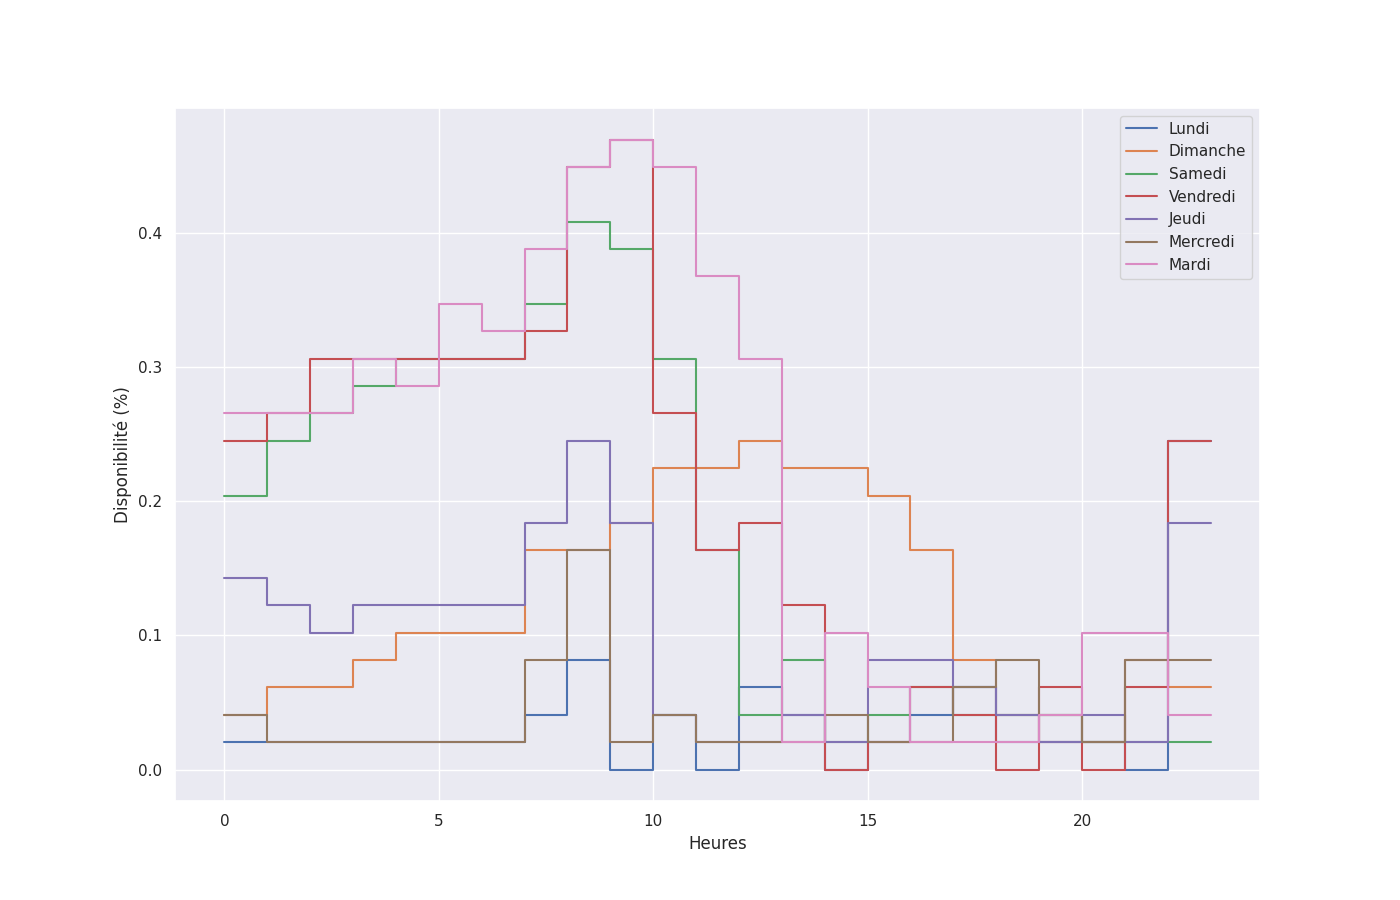 Lundi
Dimanche
Samedi
Vendredi
Jeudi
Mercredi
Mardi
0.4
0.3
0.2
0.1
0.0
Disponibilité (%)
0 5 10 15 20
Heures